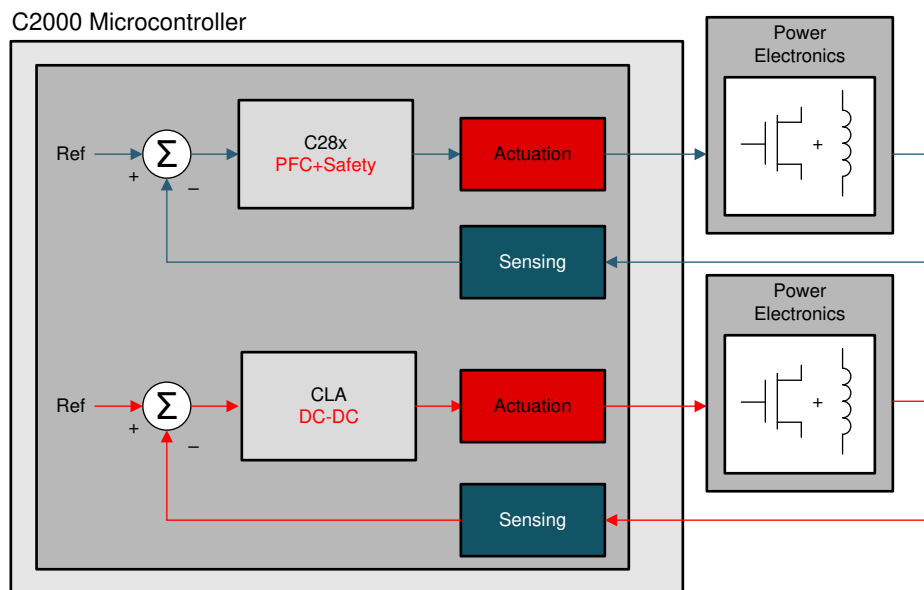 C2000 Microcontroller
Power
Electronics
+
Ref
+
Σ
−
C28x
PFC+Safety
Actuation
Sensing
Power
Electronics
+
Ref
+
Σ
−
CLA
DC-DC
Actuation
Sensing